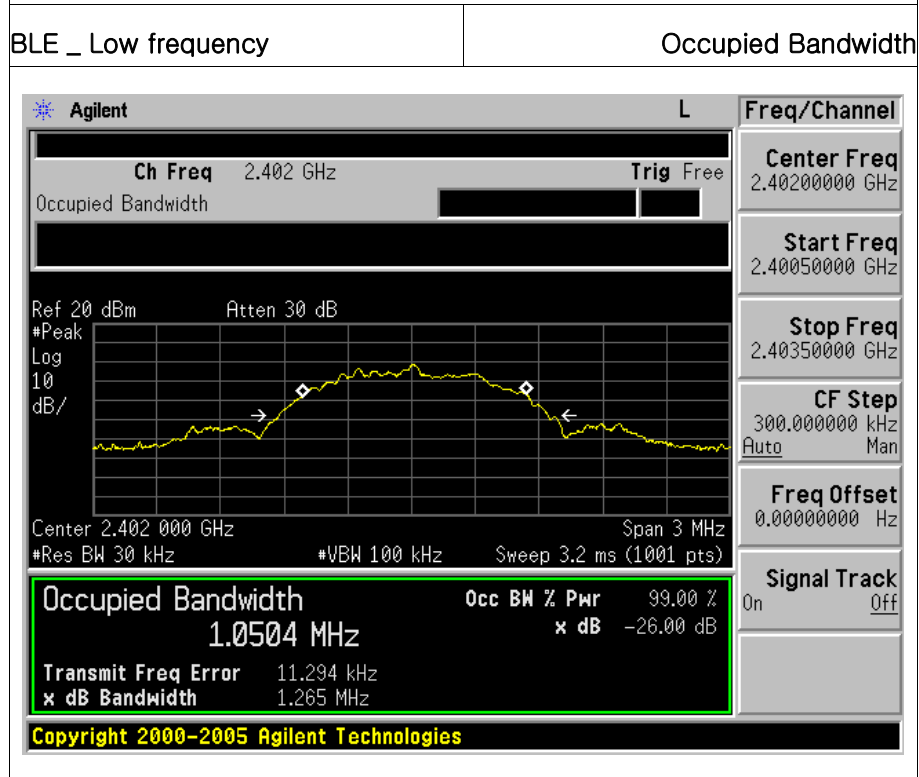 BLE _ Low frequency
Occupied Bandwidth
Agilent
L
Freq/Channel
Ch Freq 2.402 GHz
Trig Free
Occupied Bandwidth
Center Freq
2.40200000 GHz
Start Freq
2.40050000 GHz
Stop Freq
2.40350000 GHz
CF Step
300.000000 kHz
Auto Man
Freq Offset
0.00000000 Hz
Signal Track
On Off
Ref 20 dBm
Atten 30 dB
#Peak
Log
10
dB/
Center 2.402 000 GHz
Span 3 MHz
#Res BW 30 kHz
#VBW 100 kHz
Sweep 3.2 ms (1001 pts)
Occupied Bandwidth
1.0504 MHz
Occ BW % Pwr 99.00 %
x dB -26.00 dB
Transmit Freq Error 11.294 kHz
x dB Bandwidth 1.265 MHz
Copyright 2000-2005 Agilent Technologies